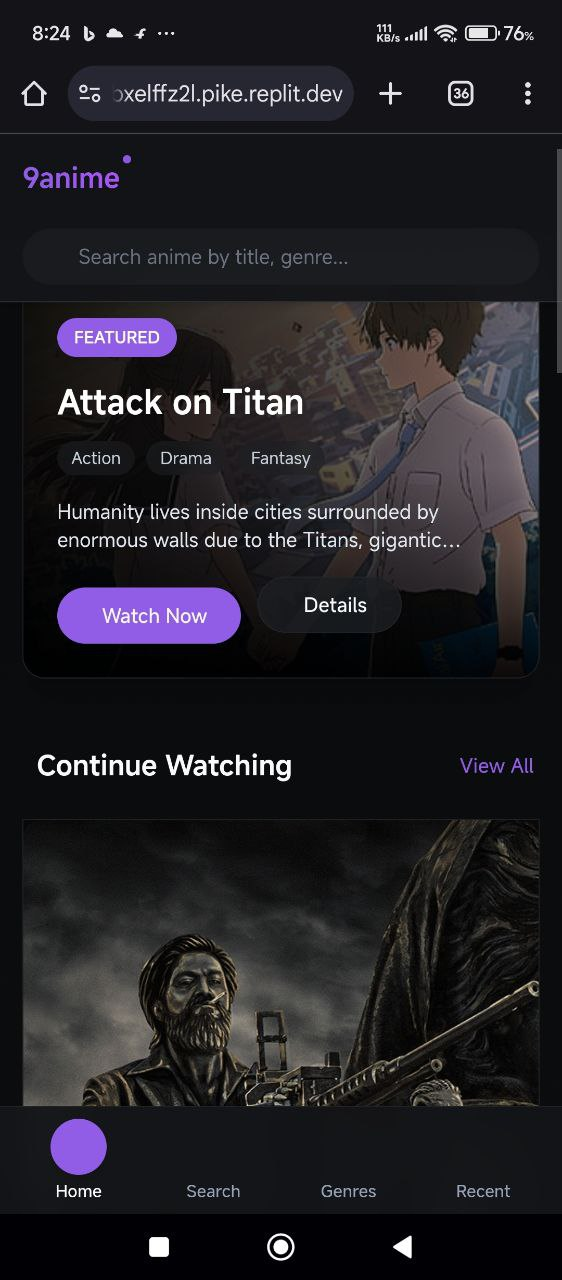 8:24 ... 111 KB/s 76%
xelffz2l.pike.replit.dev 36
9anime
Search anime by title, genre...
FEATURED
Attack on Titan
Action Drama Fantasy
Humanity lives inside cities surrounded by
enormous walls due to the Titans, gigantic...
Watch Now Details
Continue Watching View All
Home Search Genres Recent